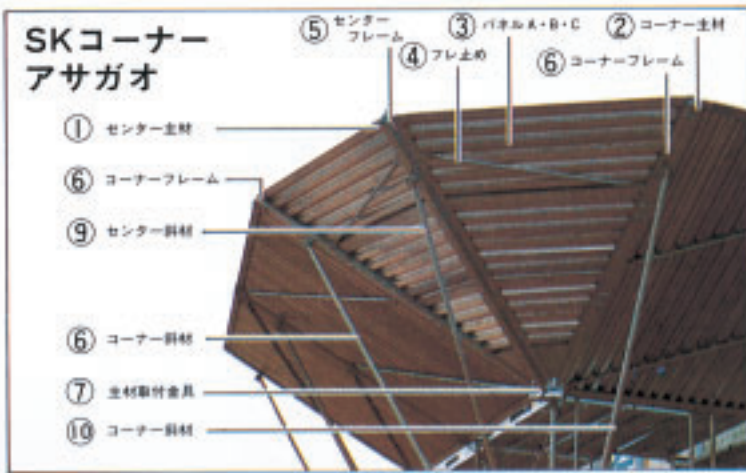 SKコーナー
アサガオ
⑤ センターフレーム
③ パネルA・B・C
② コーナー主材
④ フレ止め
⑥ コーナーフレーム
① センター主材
⑥ コーナーフレーム
⑨ センター斜材
⑥ コーナー斜材
⑦ 主材取付金具
⑩ コーナー斜材